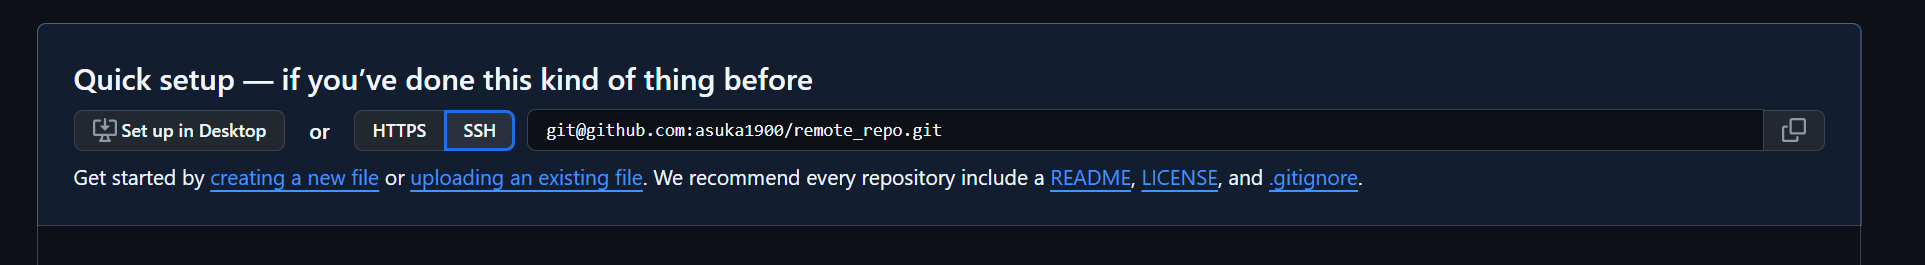 Quick setup — if you’ve done this kind of thing before
Set up in Desktop or HTTPS SSH git@github.com:asuka1900/remote_repo.git
Get started by creating a new file or uploading an existing file. We recommend every repository include a README, LICENSE, and .gitignore.